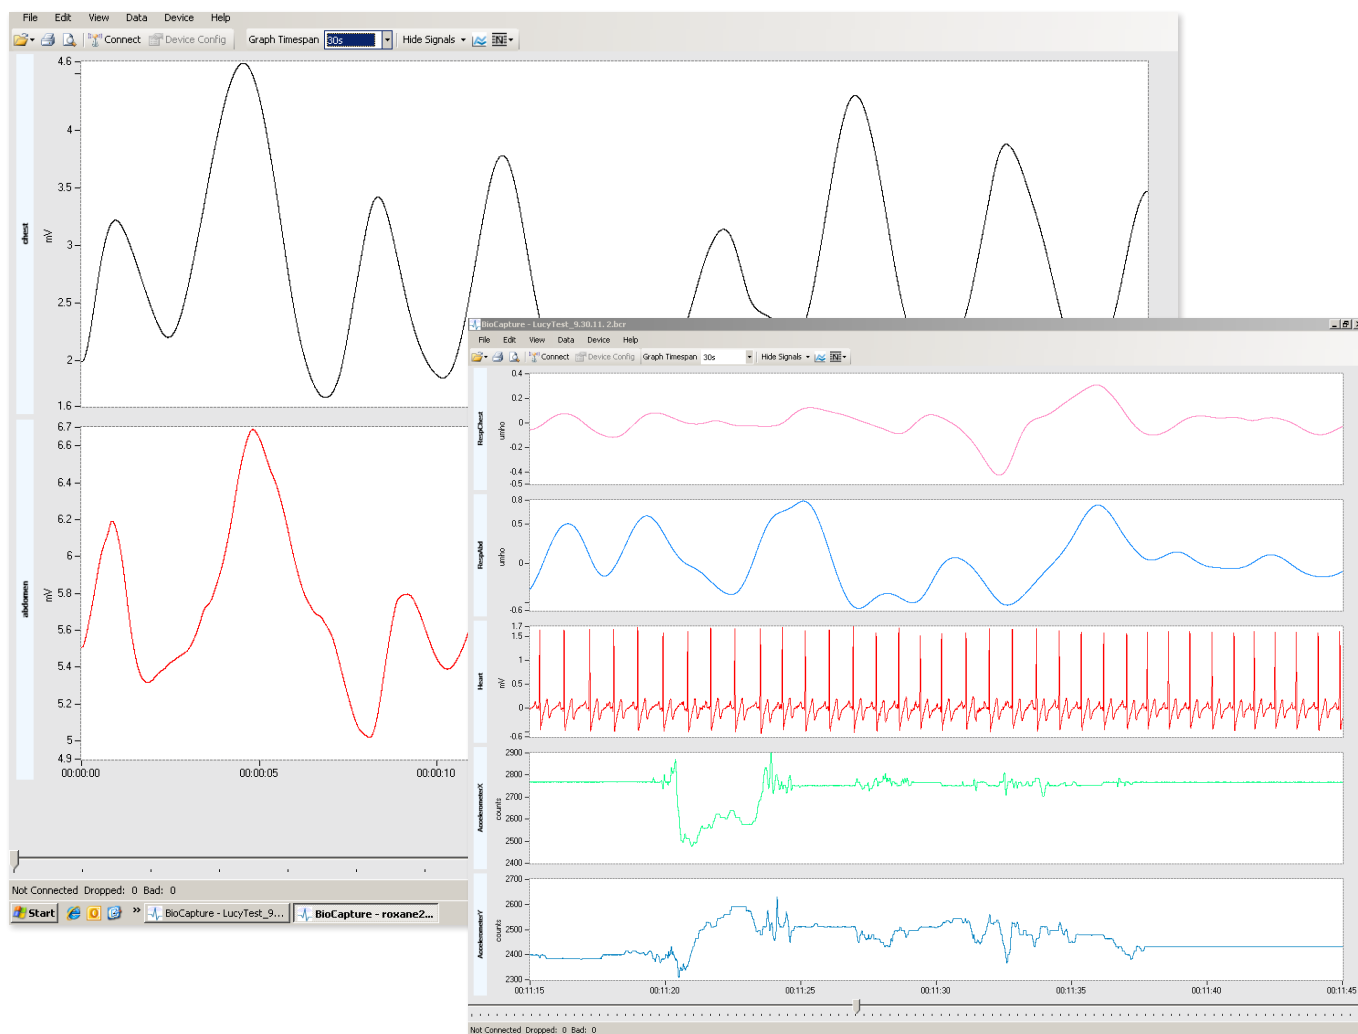 File Edit View Data Device Help
Connect Device Config Graph Timespan 30s Hide Signals
chest
mV
4.6
4
3.5
3
2.5
2
1.6
abdomen
mV
6.7
6.6
6.4
6.2
6
5.8
5.6
5.4
5.2
5
4.9
00:00:00 00:00:05 00:00:10
Not Connected Dropped: 0 Bad: 0
Start » BioCapture - LucyTest_9... BioCapture - roxane2...
BioCapture - LucyTest_9.30.11. 2.bcr
File Edit View Data Device Help
Connect Device Config Graph Timespan 30s Hide Signals
RespChest
umho
0.4
0.2
0
-0.2
-0.4
-0.5
RespAbd
umho
0.8
0.5
0
-0.6
Heart
mV
1.7
1.5
1
0.5
0
-0.6
AccelerometerX
counts
2900
2800
2700
2600
2500
2400
AccelerometerY
counts
2700
2600
2500
2400
2300
00:11:15 00:11:20 00:11:25 00:11:30 00:11:35 00:11:40 00:11:45
Not Connected Dropped: 0 Bad: 0